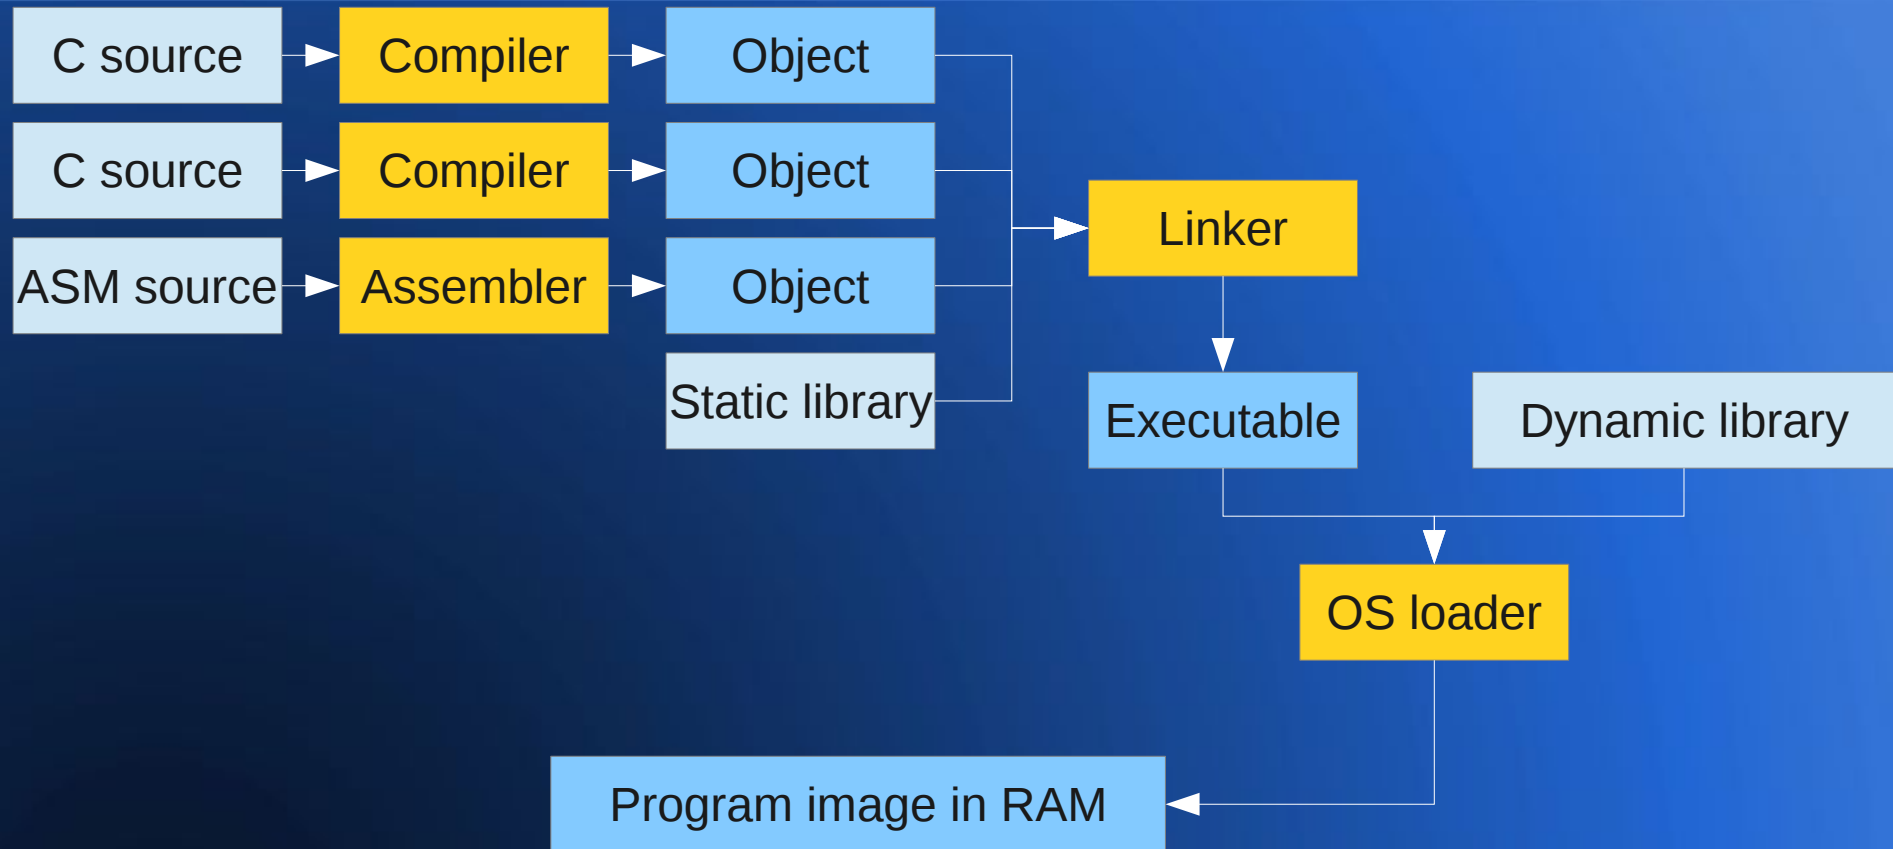 C source
Compiler
Object
C source
Compiler
Object
Linker
ASM source
Assembler
Object
Static library
Executable
Dynamic library
OS loader
Program image in RAM